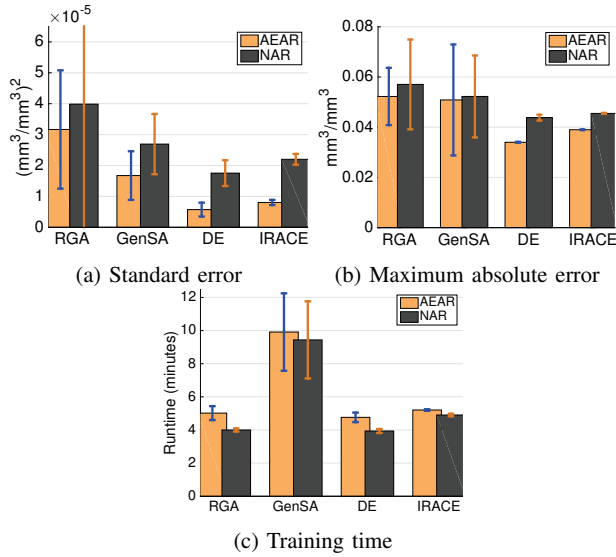 ×10⁻⁵
6
5
4
3
2
1
0
(mm³/mm³)²
AEAR
NAR
RGA GenSA DE IRACE
(a) Standard error
0.08
0.06
0.04
0.02
0
mm³/mm³
AEAR
NAR
RGA GenSA DE IRACE
(b) Maximum absolute error
12
10
8
6
4
2
0
Runtime (minutes)
AEAR
NAR
RGA GenSA DE IRACE
(c) Training time